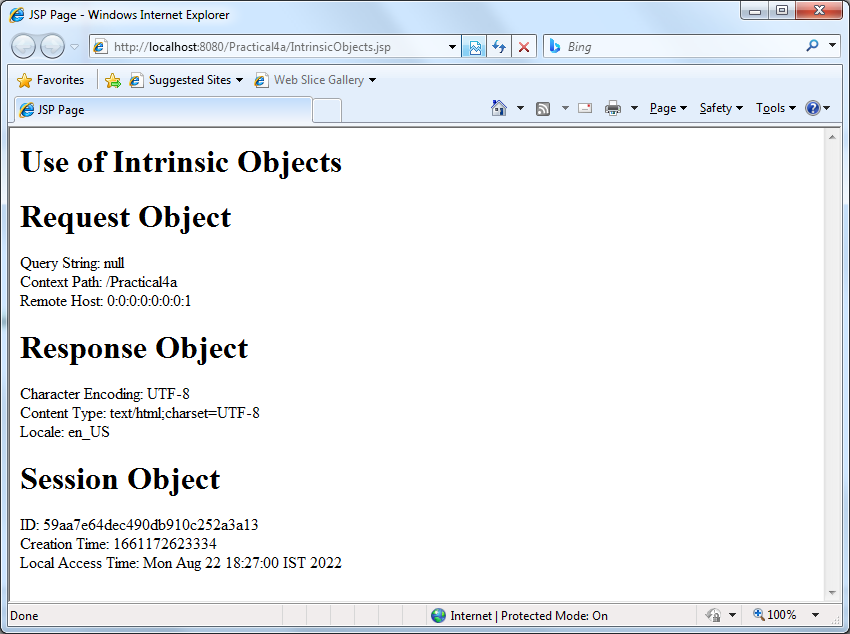 JSP Page - Windows Internet Explorer
http://localhost:8080/Practical4a/IntrinsicObjects.jsp
Bing
Favorites
Suggested Sites
Web Slice Gallery
JSP Page
Page
Safety
Tools
Use of Intrinsic Objects
Request Object
Query String: null
Context Path: /Practical4a
Remote Host: 0:0:0:0:0:0:0:1
Response Object
Character Encoding: UTF-8
Content Type: text/html;charset=UTF-8
Locale: en_US
Session Object
ID: 59aa7e64dec490db910c252a3a13
Creation Time: 1661172623334
Local Access Time: Mon Aug 22 18:27:00 IST 2022
Done
Internet | Protected Mode: On
100%